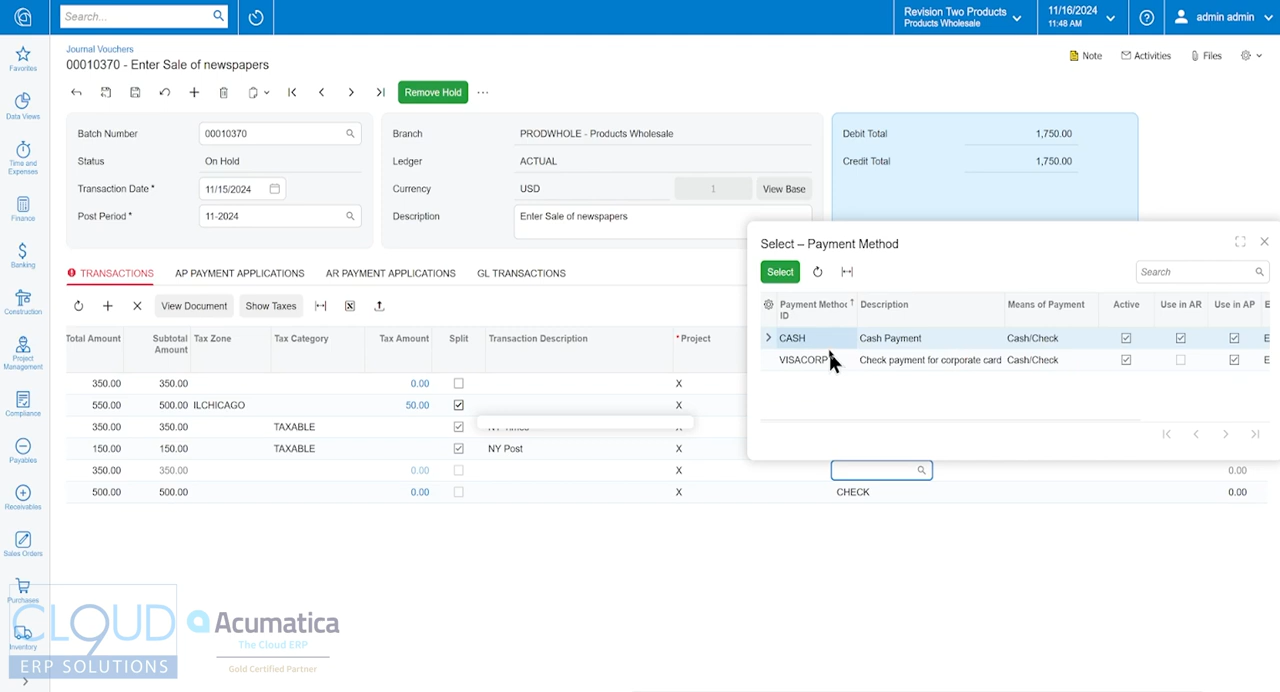 Search...
Revision Two Products
Products Wholesale
11/16/2024
11:48 AM
admin admin
Favorites
Data Views
Time and
Expenses
Finance
Banking
Construction
Project
Management
Compliance
Payables
Receivables
Sales Orders
Purchases
Inventory
Journal Vouchers
00010370 - Enter Sale of newspapers
Note
Activities
Files
Remove Hold
Batch Number
00010370
Status
On Hold
Transaction Date *
11/15/2024
Post Period *
11-2024
Branch
PRODWHOLE - Products Wholesale
Ledger
ACTUAL
Currency
USD
1
View Base
Description
Enter Sale of newspapers
Debit Total
1,750.00
Credit Total
1,750.00
TRANSACTIONS
AP PAYMENT APPLICATIONS
AR PAYMENT APPLICATIONS
GL TRANSACTIONS
View Document
Show Taxes
Total Amount
Subtotal
Amount
Tax Zone
Tax Category
Tax Amount
Split
Transaction Description
*Project
350.00 350.00 0.00 X
550.00 500.00 ILCHICAGO 50.00 X
350.00 350.00 TAXABLE NY Times X
150.00 150.00 TAXABLE NY Post X
350.00 350.00 0.00 X 0.00
500.00 500.00 0.00 X CHECK 0.00
Select – Payment Method
Select
Search
Payment Method
ID
Description
Means of Payment
Active
Use in AR
Use in AP
E
CASH Cash Payment Cash/Check E
VISACORP Check payment for corporate card Cash/Check E
CLOUD
9
ERP SOLUTIONS
Acumatica
The Cloud ERP
Gold Certified Partner